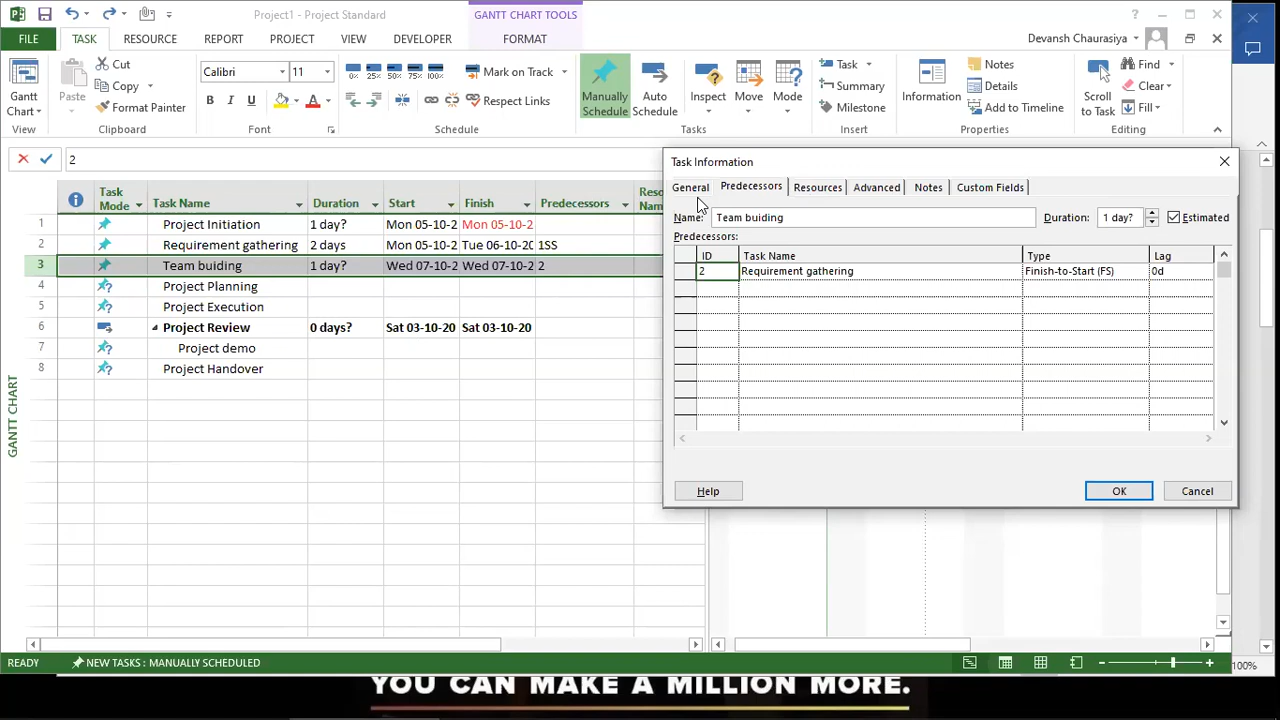 Project1 - Project Standard
GANTT CHART TOOLS
?
FILE
TASK
RESOURCE
REPORT
PROJECT
VIEW
DEVELOPER
FORMAT
Devansh Chaurasiya
Gantt Chart
View
Paste
Cut
Copy
Format Painter
Clipboard
Calibri
11
B I U
A
Font
0% 25% 50% 75% 100%
Mark on Track
Respect Links
Schedule
Manually Schedule
Auto Schedule
Inspect
Move
Mode
Tasks
Task
Summary
Milestone
Insert
Information
Notes
Details
Add to Timeline
Properties
Scroll to Task
Find
Clear
Fill
Editing
2
Task Mode
Task Name
Duration
Start
Finish
Predecessors
Reso Nam
1 Project Initiation 1 day? Mon 05-10-2 Mon 05-10-2
2 Requirement gathering 2 days Mon 05-10-2 Tue 06-10-20 1SS
3 Team buiding 1 day? Wed 07-10-2 Wed 07-10-2 2
4 Project Planning
5 Project Execution
6 Project Review 0 days? Sat 03-10-20 Sat 03-10-20
7 Project demo
8 Project Handover
GANTT CHART
Task Information
General
Predecessors
Resources
Advanced
Notes
Custom Fields
Name: Team buiding Duration: 1 day? Estimated
Predecessors:
ID Task Name Type Lag
2 Requirement gathering Finish-to-Start (FS) 0d
Help
OK
Cancel
READY
NEW TASKS : MANUALLY SCHEDULED
100%
YOU CAN MAKE A MILLION MORE.